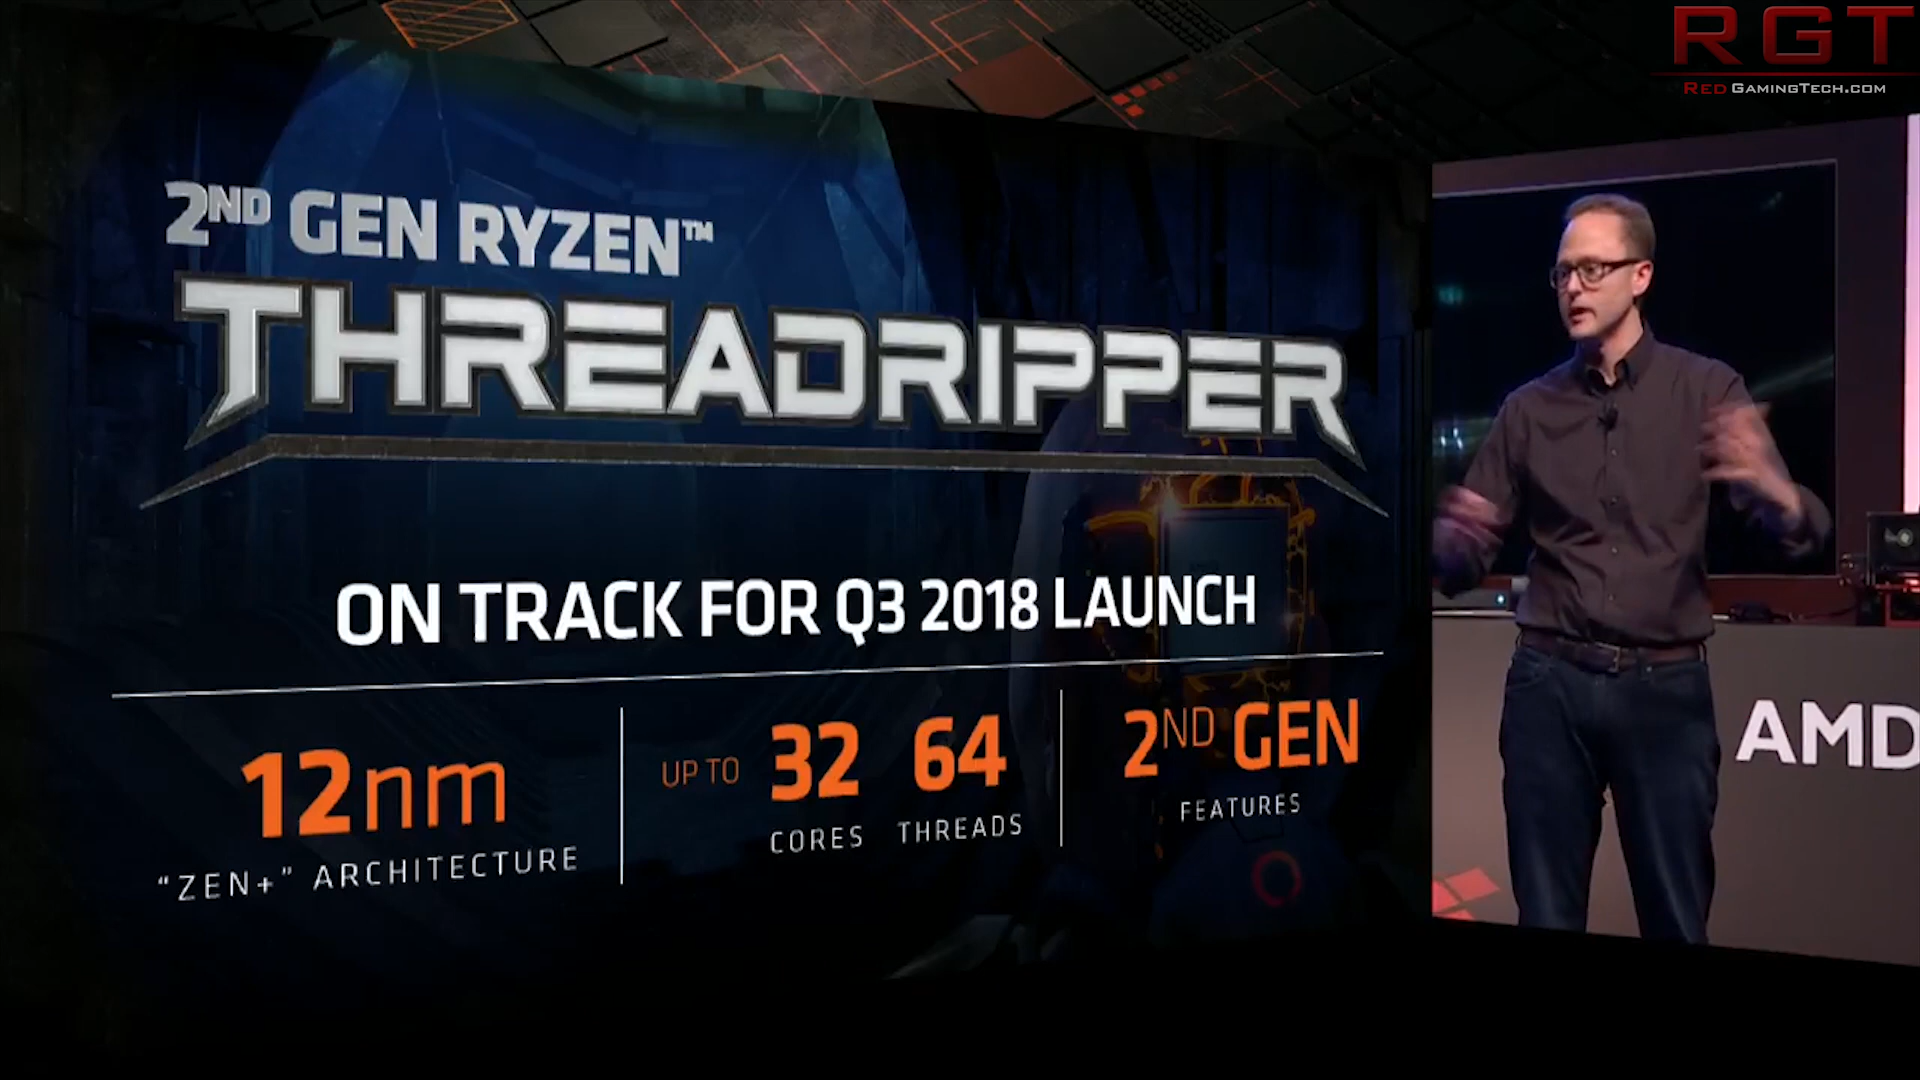 RGT
RED GAMINGTECH.COM
2ND GEN RYZEN™
THREADRIPPER
ON TRACK FOR Q3 2018 LAUNCH
12nm
"ZEN+" ARCHITECTURE
UP TO 32 64
CORES THREADS
2ND GEN
FEATURES
AMD